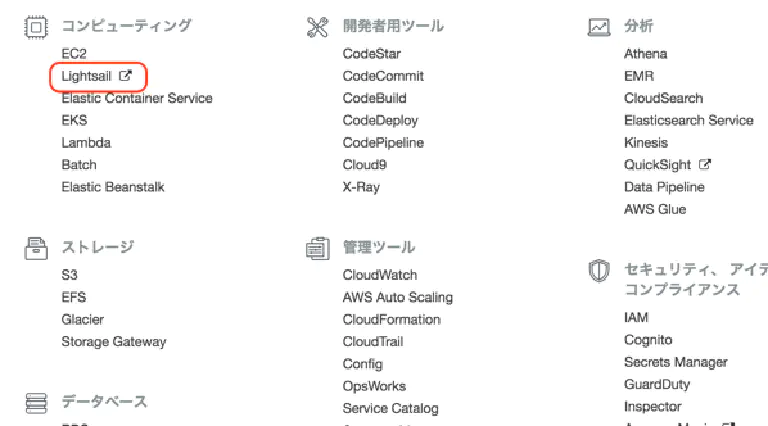 コンピューティング
EC2
Lightsail
Elastic Container Service
EKS
Lambda
Batch
Elastic Beanstalk
ストレージ
S3
EFS
Glacier
Storage Gateway
データベース
開発者用ツール
CodeStar
CodeCommit
CodeBuild
CodeDeploy
CodePipeline
Cloud9
X-Ray
管理ツール
CloudWatch
AWS Auto Scaling
CloudFormation
CloudTrail
Config
OpsWorks
Service Catalog
分析
Athena
EMR
CloudSearch
Elasticsearch Service
Kinesis
QuickSight
Data Pipeline
AWS Glue
セキュリティ、アイデ
コンプライアンス
IAM
Cognito
Secrets Manager
GuardDuty
Inspector